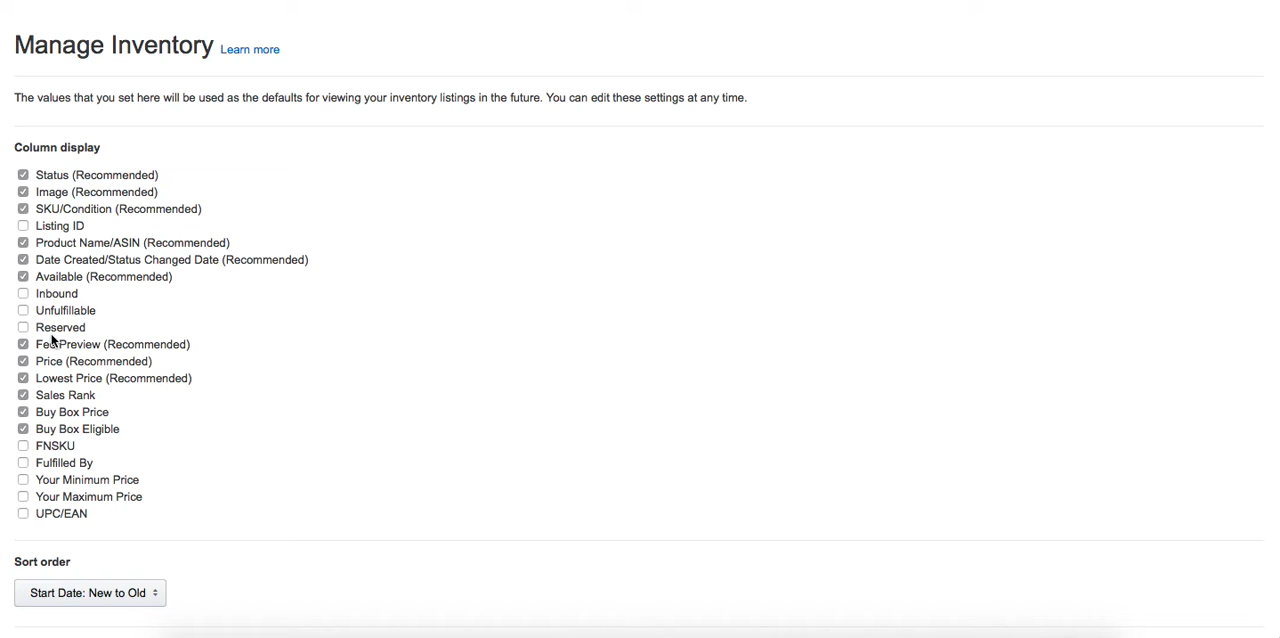 Manage Inventory Learn more
The values that you set here will be used as the defaults for viewing your inventory listings in the future. You can edit these settings at any time.
Column display
Status (Recommended)
Image (Recommended)
SKU/Condition (Recommended)
Listing ID
Product Name/ASIN (Recommended)
Date Created/Status Changed Date (Recommended)
Available (Recommended)
Inbound
Unfulfillable
Reserved
Fee Preview (Recommended)
Price (Recommended)
Lowest Price (Recommended)
Sales Rank
Buy Box Price
Buy Box Eligible
FNSKU
Fulfilled By
Your Minimum Price
Your Maximum Price
UPC/EAN
Sort order
Start Date: New to Old